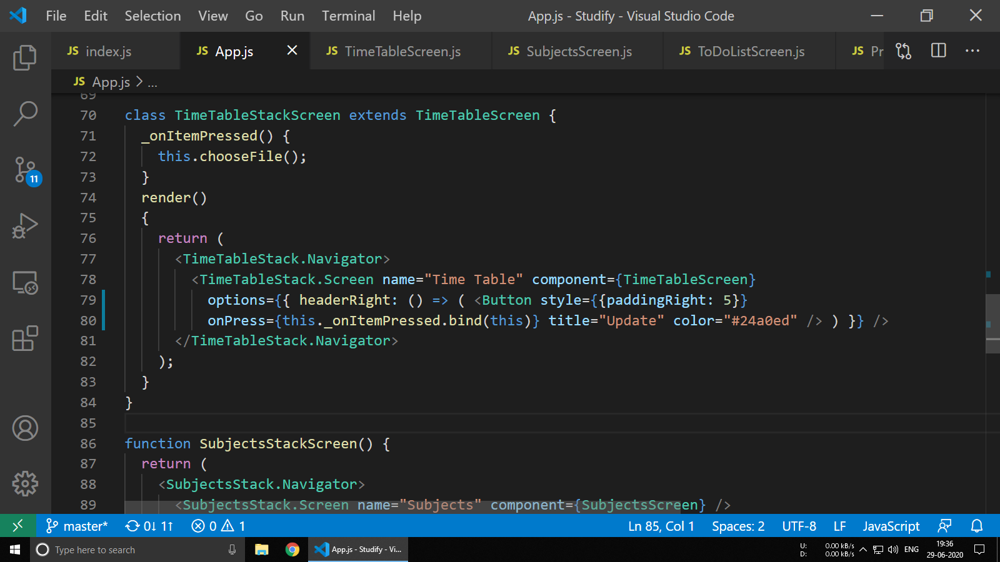 File Edit Selection View Go Run Terminal Help App.js - Studify - Visual Studio Code
JS index.js JS App.js JS TimeTableScreen.js JS SubjectsScreen.js JS ToDoListScreen.js JS Pr
JS App.js > ...
69
70 class TimeTableStackScreen extends TimeTableScreen {
71 _onItemPressed() {
72 this.chooseFile();
73 }
74 render()
75 {
76 return (
77 <TimeTableStack.Navigator>
78 <TimeTableStack.Screen name="Time Table" component={TimeTableScreen}
79 options={{ headerRight: () => ( <Button style={{paddingRight: 5}}
80 onPress={this._onItemPressed.bind(this)} title="Update" color="#24a0ed" /> ) }} />
81 </TimeTableStack.Navigator>
82 );
83 }
84 }
85
86 function SubjectsStackScreen() {
87 return (
88 <SubjectsStack.Navigator>
89 <SubjectsStack.Screen name="Subjects" component={SubjectsScreen} />
11
master* 0↓ 1↑ 0 1 Ln 85, Col 1 Spaces: 2 UTF-8 LF JavaScript
Type here to search App.js - Studify - Vi... U: 0.00 kB/s D: 0.00 kB/s ENG 19:36 29-06-2020